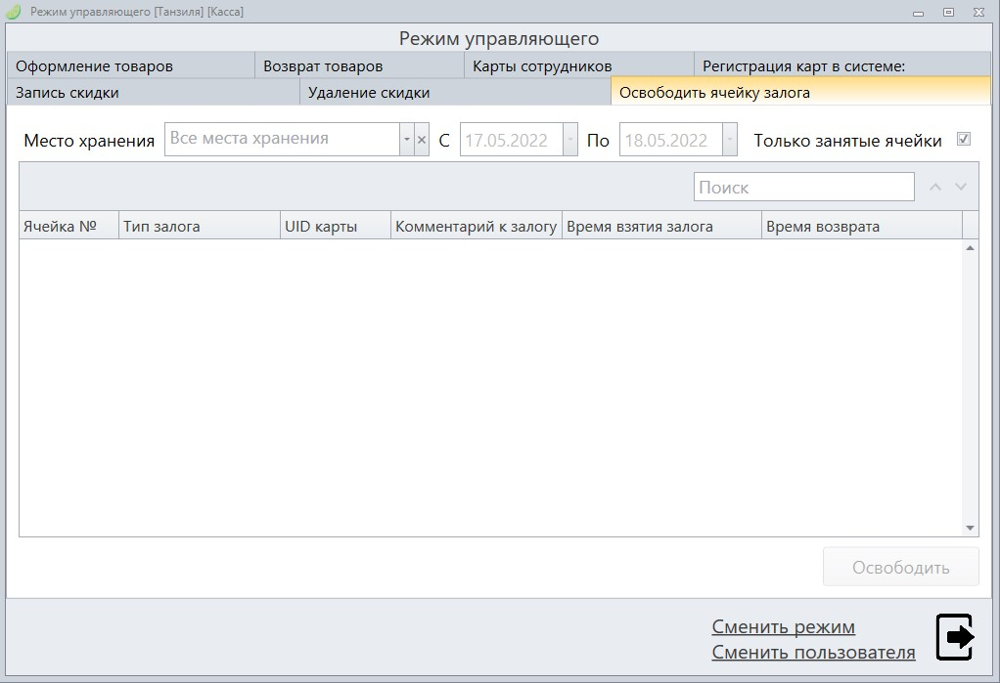 Режим управляющего [Танзиля] [Касса]
Режим управляющего
Оформление товаров Возврат товаров Карты сотрудников Регистрация карт в системе:
Запись скидки Удаление скидки Освободить ячейку залога
Место хранения Все места хранения С 17.05.2022 По 18.05.2022 Только занятые ячейки
Поиск
Ячейка № Тип залога UID карты Комментарий к залогу Время взятия залога Время возврата
Освободить
Сменить режим
Сменить пользователя